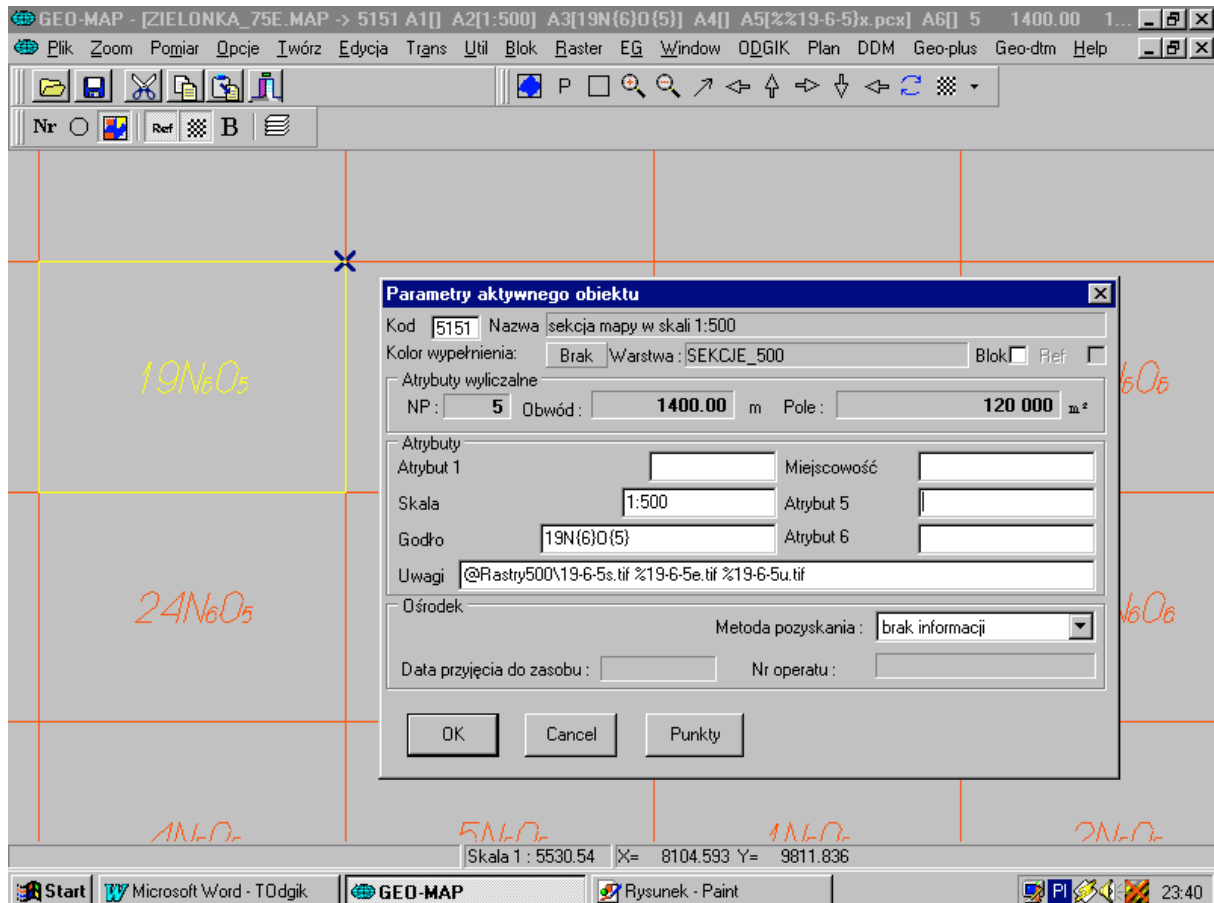 GEO-MAP - [ZIELONKA_75E.MAP -> 5151 A1[] A2[1:500] A3[19N{6}O{5}] A4[] A5[%%19-6-5}x.pcx] A6[] 5 1400.00 1...
Plik Zoom Pomiar Opcje Twórz Edycja Trans Util Blok Raster EG Window ODGIK Plan DDM Geo-plus Geo-dtm Help
P
Nr Ref B
Parametry aktywnego obiektu
Kod 5151 Nazwa sekcja mapy w skali 1:500
Kolor wypełnienia: Brak Warstwa : SEKCJE_500 Blok Ref
Atrybuty wyliczalne
NP : 5 Obwód : 1400.00 m Pole : 120 000 m²
Atrybuty
Atrybut 1 Miejscowość
Skala 1:500 Atrybut 5
Godło 19N{6}O{5} Atrybut 6
Uwagi @Rastry500\19-6-5s.tif %19-6-5e.tif %19-6-5u.tif
Ośrodek
Metoda pozyskania : brak informacji
Data przyjęcia do zasobu : Nr operatu :
OK Cancel Punkty
19N6O5
24N6O5
Skala 1 : 5530.54 X= 8104.593 Y= 9811.836
Start Microsoft Word - TOdgik GEO-MAP Rysunek - Paint Pl 23:40